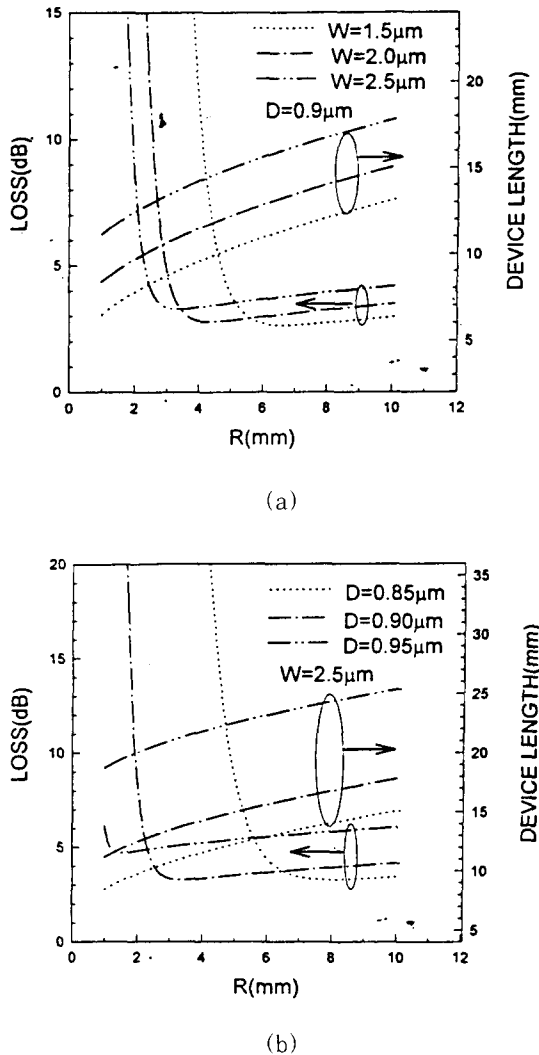 W=1.5μm
W=2.0μm
W=2.5μm
D=0.9μm
15
10
5
0
LOSS(dB)
20
15
10
5
DEVICE LENGTH(mm)
0 2 4 6 8 10 12
R(mm)
(a)
D=0.85μm
D=0.90μm
D=0.95μm
W=2.5μm
20
15
10
5
0
LOSS(dB)
35
30
25
20
15
10
5
DEVICE LENGTH(mm)
0 2 4 6 8 10 12
R(mm)
(b)